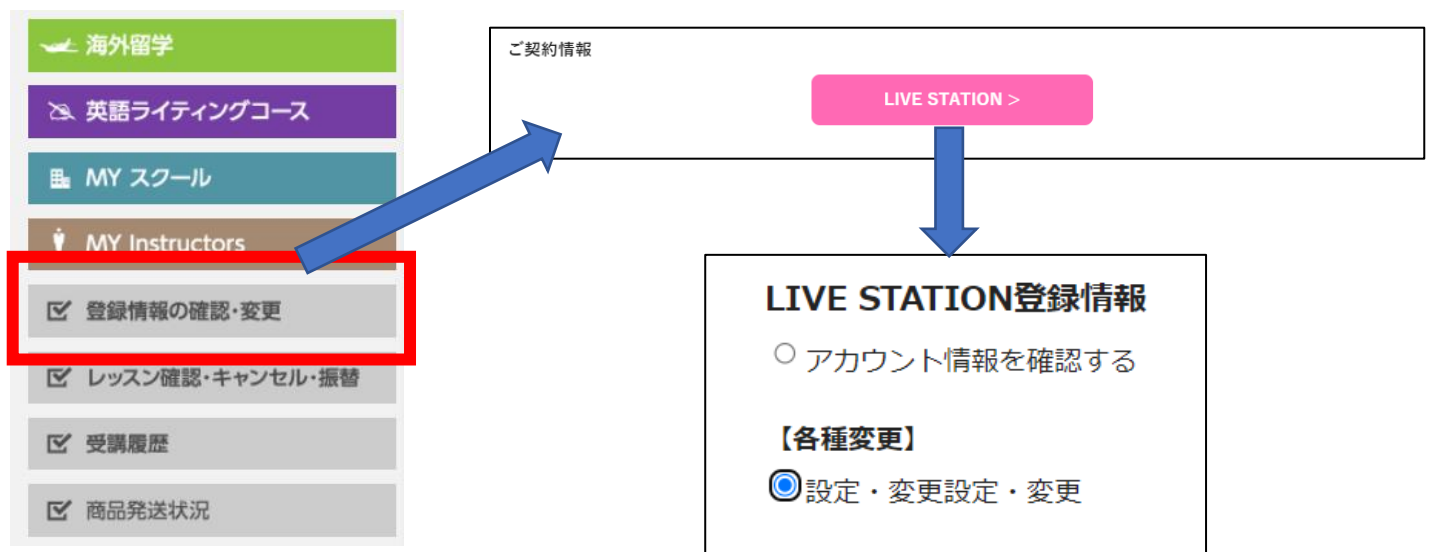 海外留学
英語ライティングコース
MY スクール
MY Instructors
登録情報の確認・変更
レッスン確認・キャンセル・振替
受講履歴
商品発送状況
ご契約情報
LIVE STATION >
LIVE STATION登録情報
アカウント情報を確認する
【各種変更】
設定・変更設定・変更